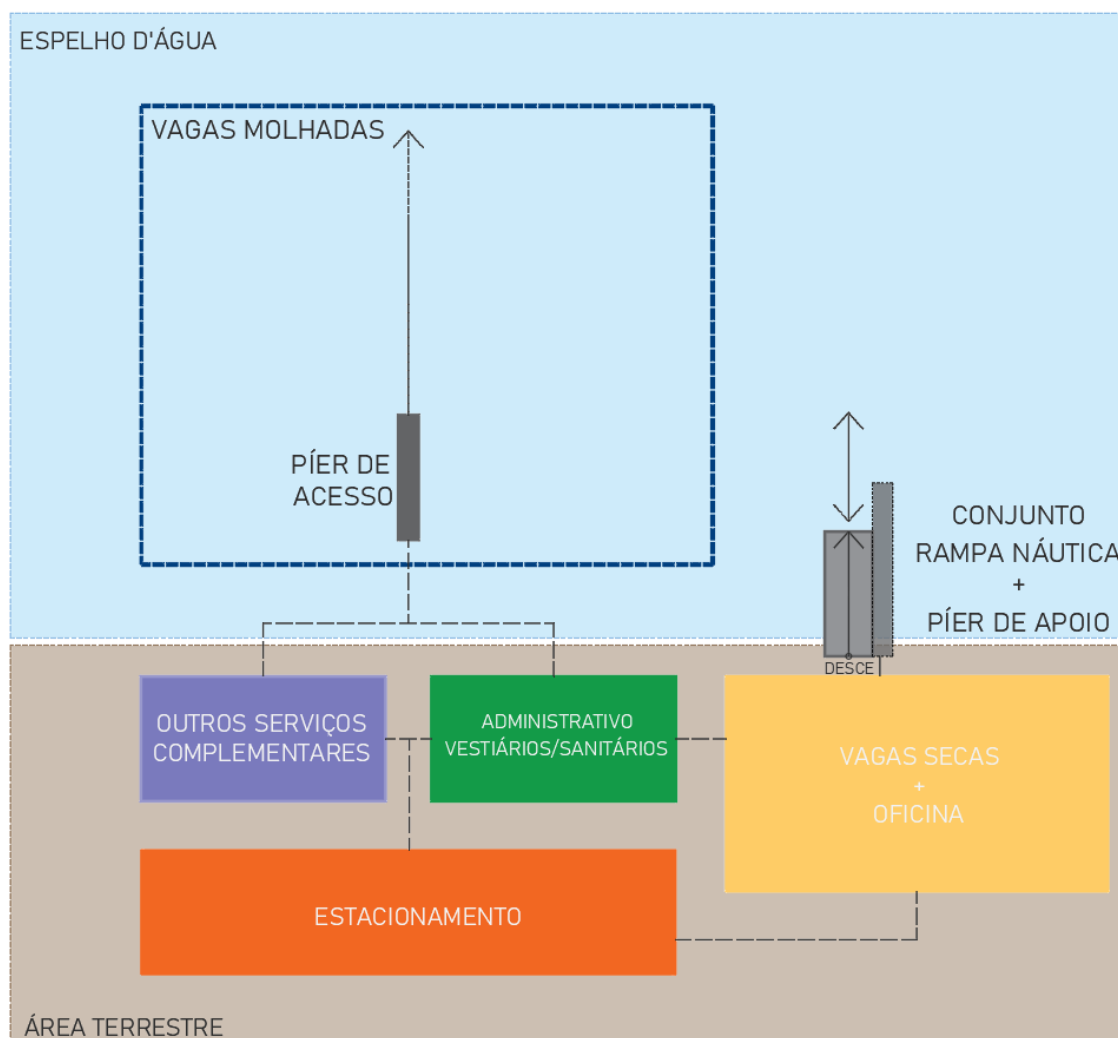 ESPELHO D'ÁGUA
VAGAS MOLHADAS
PÍER DE
ACESSO
CONJUNTO
RAMPA NÁUTICA
+
PÍER DE APOIO
DESCE
OUTROS SERVIÇOS
COMPLEMENTARES
ADMINISTRATIVO
VESTIÁRIOS/SANITÁRIOS
VAGAS SECAS
+
OFICINA
ESTACIONAMENTO
ÁREA TERRESTRE